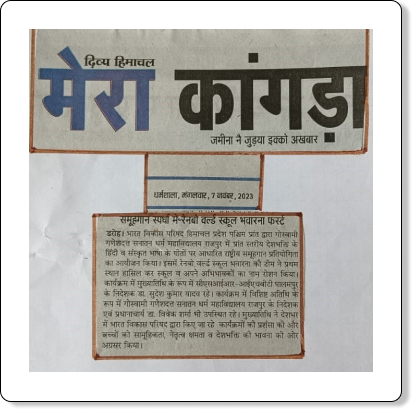 दिव्य हिमाचल
मेरा कांगड़ा
जमीना नै जुड़या इक्को अखबार
धर्मशाला, मंगलवार, 7 नवंबर, 2023
समूहगान स्पर्धा में रेनबो वर्ल्ड स्कूल भवारना फर्स्ट
डरोह। भारत विकास परिषद हिमाचल प्रदेश पश्चिम प्रांत द्वारा गोस्वामी
गणेशदत्त सनातन धर्म महाविद्यालय राजपुर में प्रांत स्तरीय देशभक्ति के
हिंदी व संस्कृत भाषा के गीतों पर आधारित राष्ट्रीय समूहगान प्रतियोगिता
का आयोजन किया। इसमें रेनबो वर्ल्ड स्कूल भवारना की टीम ने प्रथम
स्थान हासिल कर स्कूल व अपने अभिभावकों का नाम रोशन किया।
कार्यक्रम में मुख्यातिथि के रूप में सीएसआईआर-आईएचबीटी पालमपुर
के निदेशक डा. सुदेश कुमार यादव रहे। कार्यक्रम में विशिष्ट अतिथि के
रूप में गोस्वामी गणेशदत्त सनातन धर्म महाविद्यालय राजपुर के निदेशक
एवं प्रधानाचार्य डा. विवेक शर्मा भी उपस्थित रहे। मुख्यातिथि ने देशभर
में भारत विकास परिषद द्वारा किए जा रहे कार्यक्रमों की प्रशंसा की और
बच्चों को सामूहिकता, नेतृत्व क्षमता व देशभक्ति की भावना की ओर
अग्रसर किया।